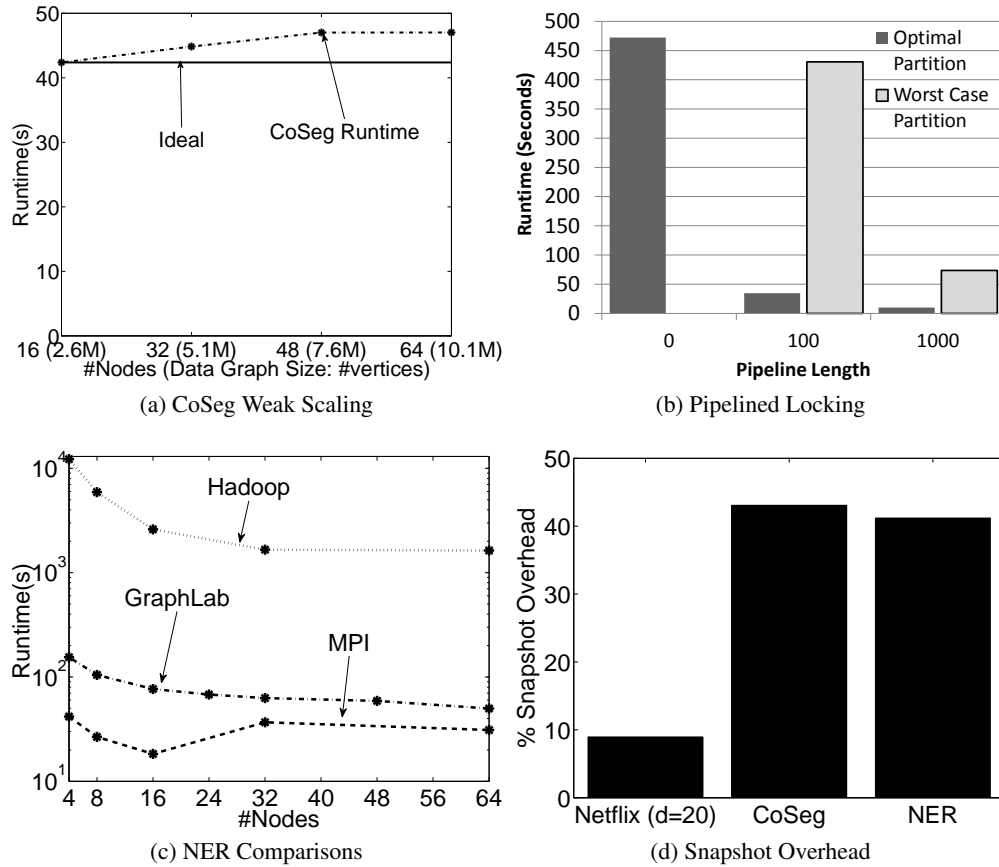 50
40
30
20
10
0
Runtime(s)
Ideal
CoSeg Runtime
16 (2.6M) 32 (5.1M) 48 (7.6M) 64 (10.1M)
#Nodes (Data Graph Size: #vertices)
(a) CoSeg Weak Scaling
500
450
400
350
300
250
200
150
100
50
0
Runtime (Seconds)
Optimal
Partition
Worst Case
Partition
0 100 1000
Pipeline Length
(b) Pipelined Locking
10^4
10^3
10^2
10^1
Runtime(s)
Hadoop
GraphLab
MPI
4 8 16 24 32 40 48 56 64
#Nodes
(c) NER Comparisons
50
40
30
20
10
0
% Snapshot Overhead
Netflix (d=20) CoSeg NER
(d) Snapshot Overhead